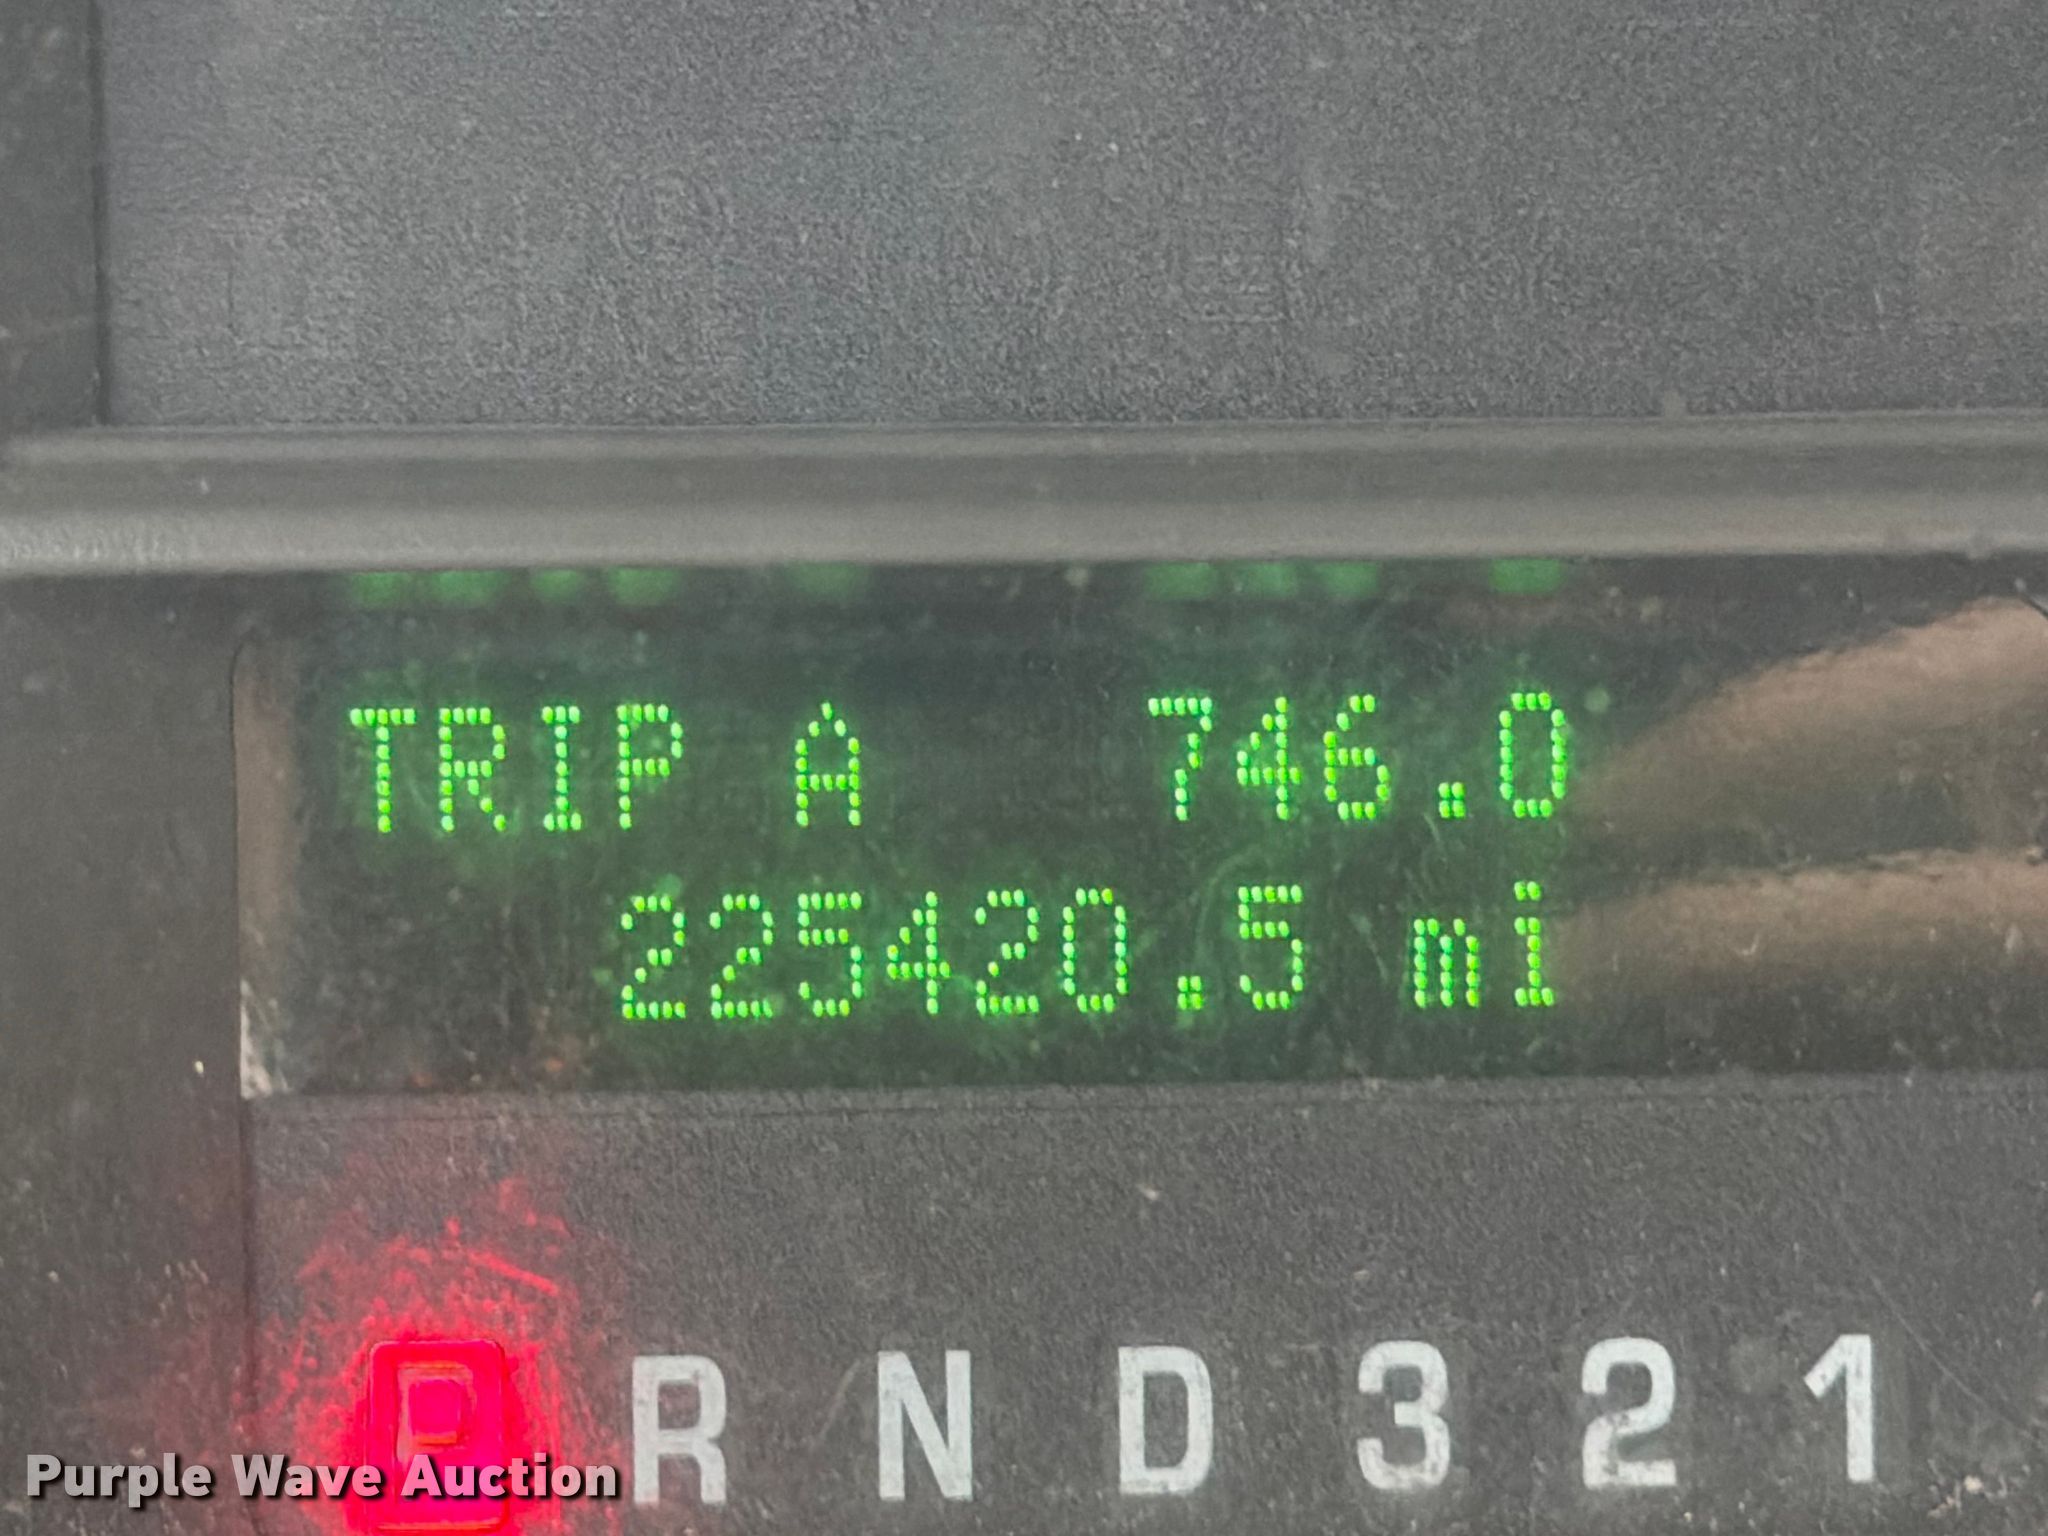 TRIP A 746.0
225420.5 mi
P R N D 3 2 1
Purple Wave Auction